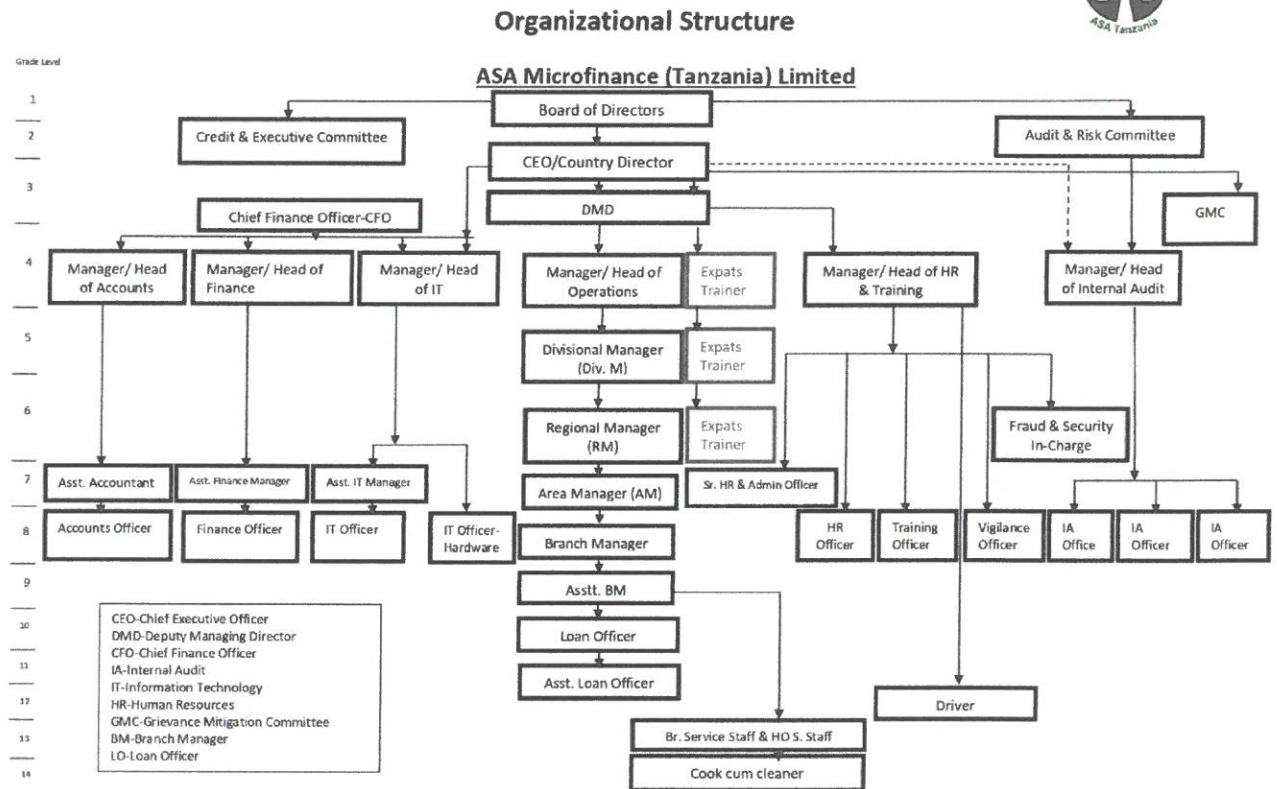 Organizational Structure
ASA Tanzania
Grade Level
ASA Microfinance (Tanzania) Limited
1
Board of Directors
2
Credit & Executive Committee
Audit & Risk Committee
CEO/Country Director
3
DMD
GMC
Chief Finance Officer-CFO
4
Manager/ Head
of Accounts
Manager/ Head of
Finance
Manager/ Head
of IT
Manager/ Head of
Operations
Expats
Trainer
Manager/ Head of HR
& Training
Manager/ Head
of Internal Audit
5
Divisional Manager
(Div. M)
Expats
Trainer
6
Regional Manager
(RM)
Expats
Trainer
Fraud & Security
In-Charge
7
Asst. Accountant
Asst. Finance Manager
Asst. IT Manager
Area Manager (AM)
Sr. HR & Admin Officer
8
Accounts Officer
Finance Officer
IT Officer
IT Officer-
Hardware
Branch Manager
HR
Officer
Training
Officer
Vigilance
Officer
IA
Office
IA
Officer
IA
Officer
9
Asstt. BM
10
Loan Officer
11
Asst. Loan Officer
12
Driver
13
Br. Service Staff & HO S. Staff
14
Cook cum cleaner
CEO-Chief Executive Officer
DMD-Deputy Managing Director
CFO-Chief Finance Officer
IA-Internal Audit
IT-Information Technology
HR-Human Resources
GMC-Grievance Mitigation Committee
BM-Branch Manager
LO-Loan Officer